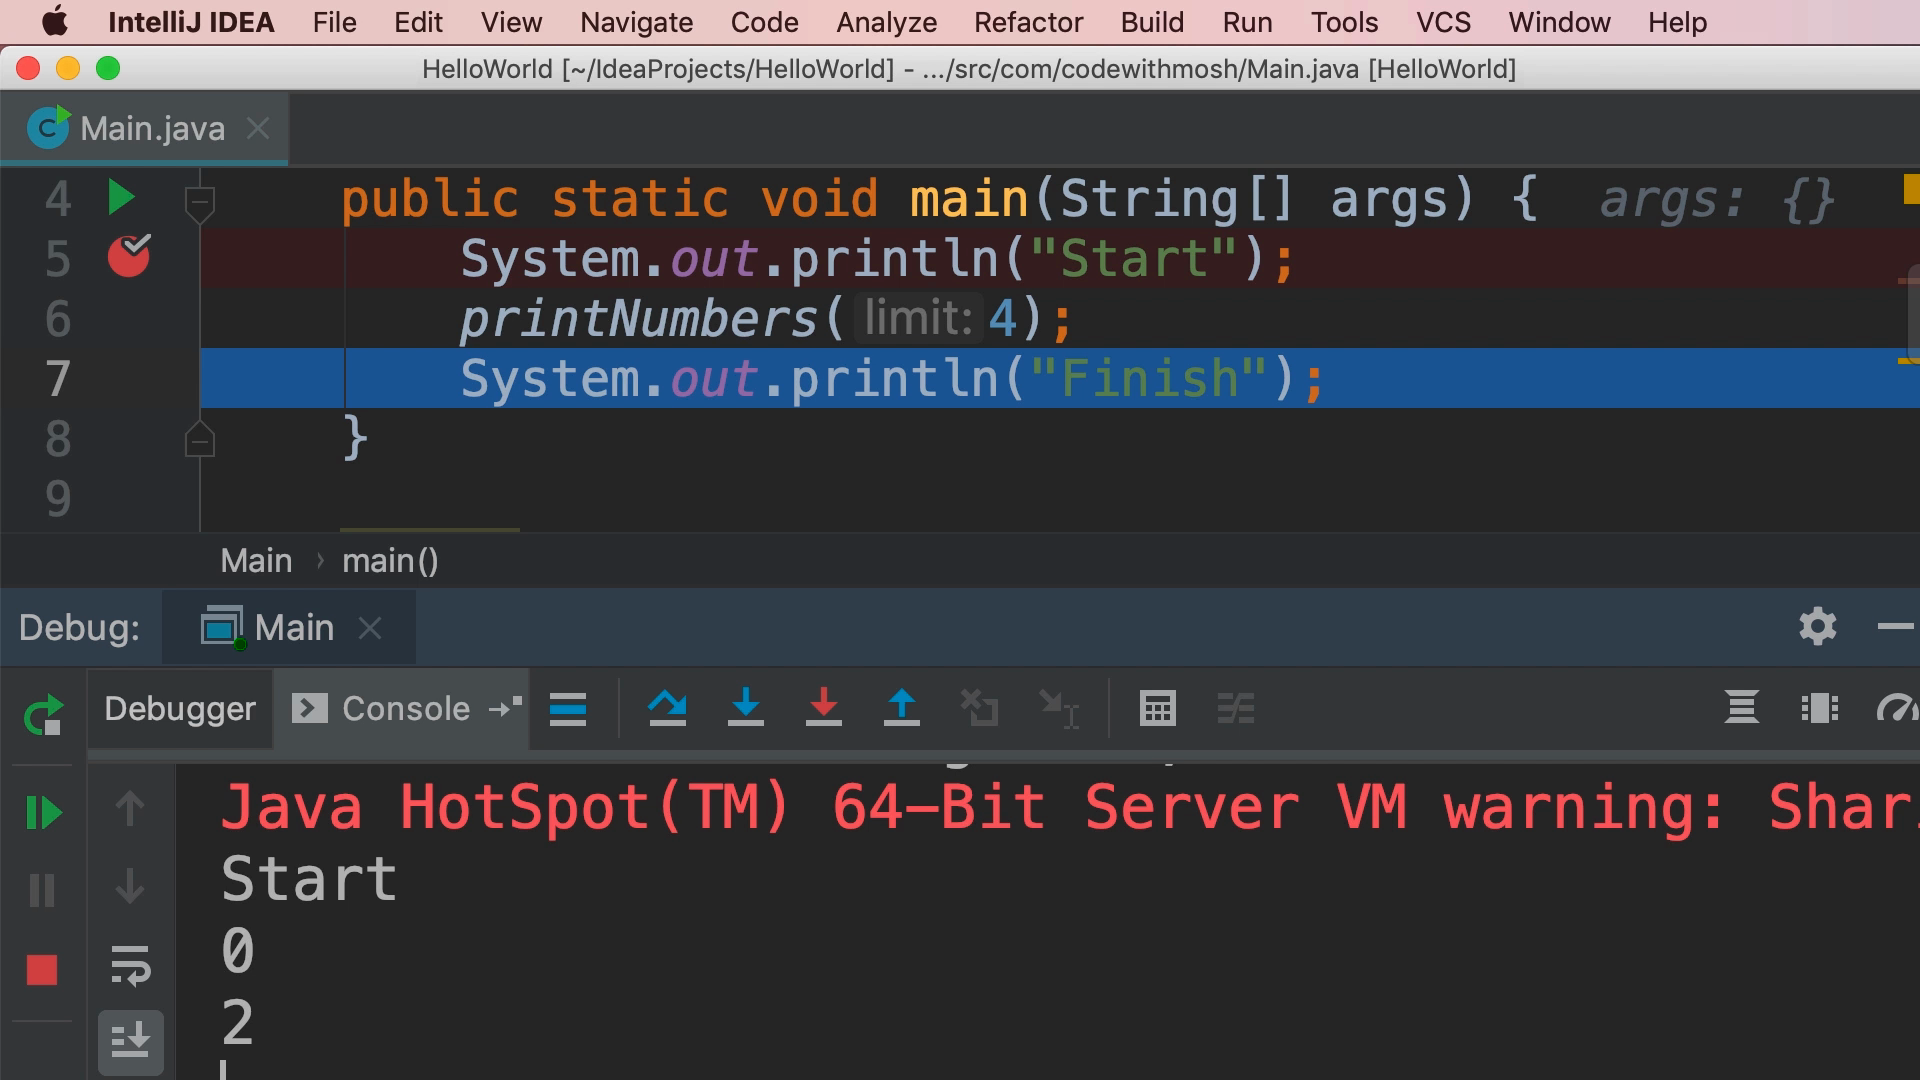 IntelliJ IDEA File Edit View Navigate Code Analyze Refactor Build Run Tools VCS Window Help
HelloWorld [~/IdeaProjects/HelloWorld] - .../src/com/codewithmosh/Main.java [HelloWorld]
Main.java
4 public static void main(String[] args) { args: {}
5 System.out.println("Start");
6 printNumbers( limit: 4);
7 System.out.println("Finish");
8 }
9
Main › main()
Debug: Main
Debugger Console
Java HotSpot(TM) 64-Bit Server VM warning:
Start
0
2